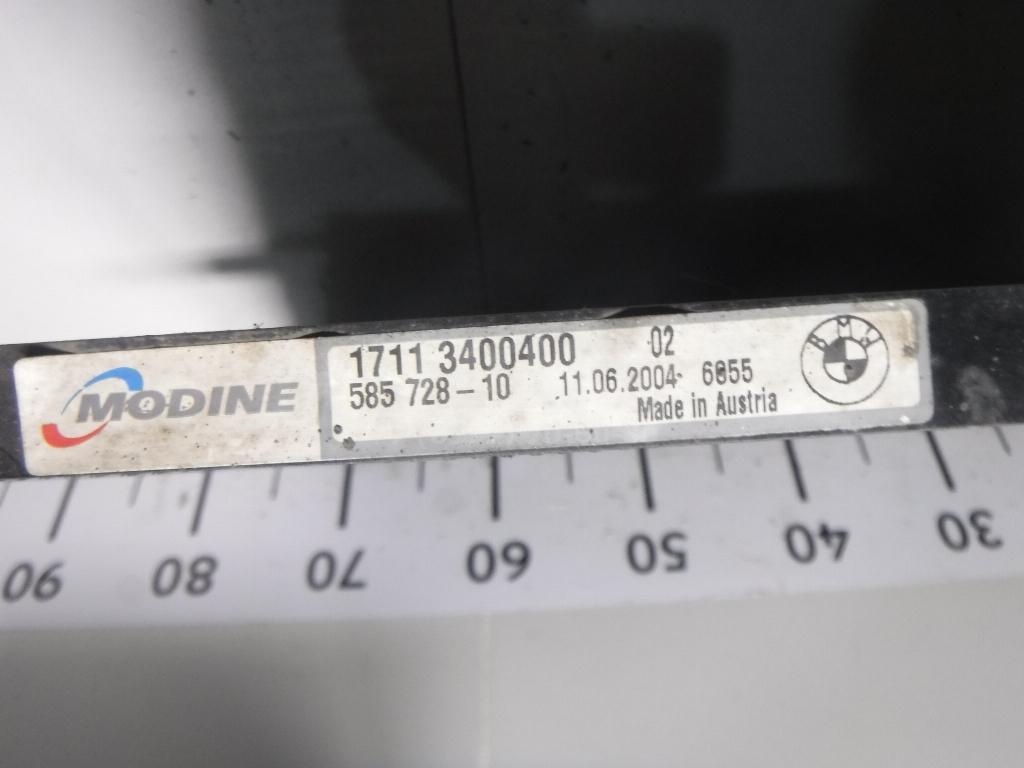 MODINE
1711 3400400 02
585 728-10 11.06.2004 6855
Made in Austria
BMW
90 80 70 60 50 40 30